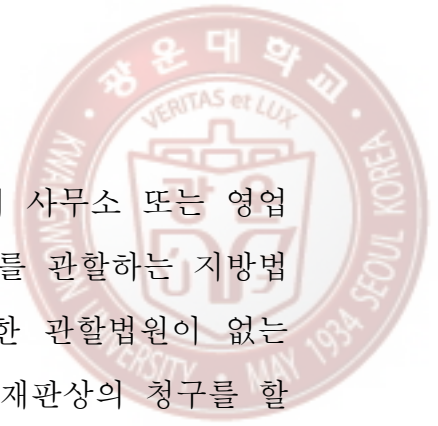 광운대학교
VERITAS et LUX
KWANGWOON UNIVERSITY · MAY 1934 SEOUL KOREA
사무소 또는 영업
를 관할하는 지방법
한 관할법원이 없는
재판상의 청구를 할